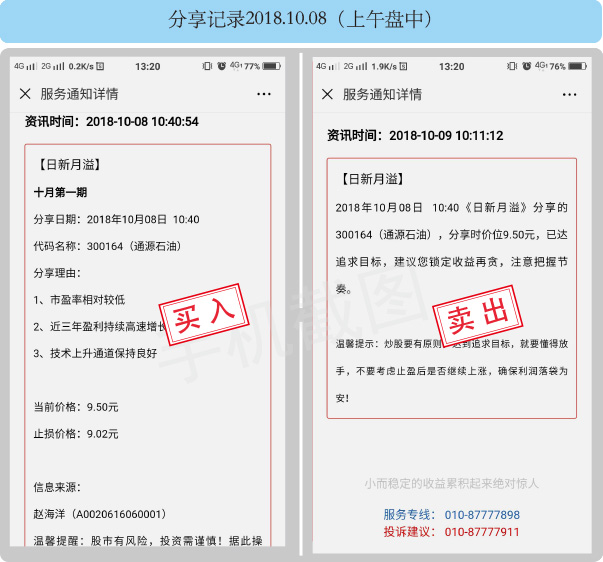 分享记录2018.10.08（上午盘中）
4G 2G 0.2K/s 13:20 4G 77%
服务通知详情
资讯时间：2018-10-08 10:40:54
【日新月溢】
十月第一期
分享日期：2018年10月08日 10:40
代码名称：300164（通源石油）
分享理由：
1、市盈率相对较低
2、近三年盈利持续高速增长
3、技术上升通道保持良好
买入
当前价格：9.50元
止损价格：9.02元
信息来源：
赵海洋（A0020616060001）
温馨提醒：股市有风险，投资需谨慎！据此操
4G 2G 1.9K/s 13:20 4G 76%
服务通知详情
资讯时间：2018-10-09 10:11:12
【日新月溢】
2018年10月08日 10:40《日新月溢》分享的
300164（通源石油），分享时价位9.50元，已达
追求目标，建议您锁定收益再贪，注意把握节
奏。
卖出
温馨提示：炒股要有原则，达到追求目标，就要懂得放
手，不要考虑止盈后是否继续上涨，确保利润落袋为
安！
小而稳定的收益累积起来绝对惊人
服务专线： 010-87777898
投诉建议： 010-87777911
手机截图